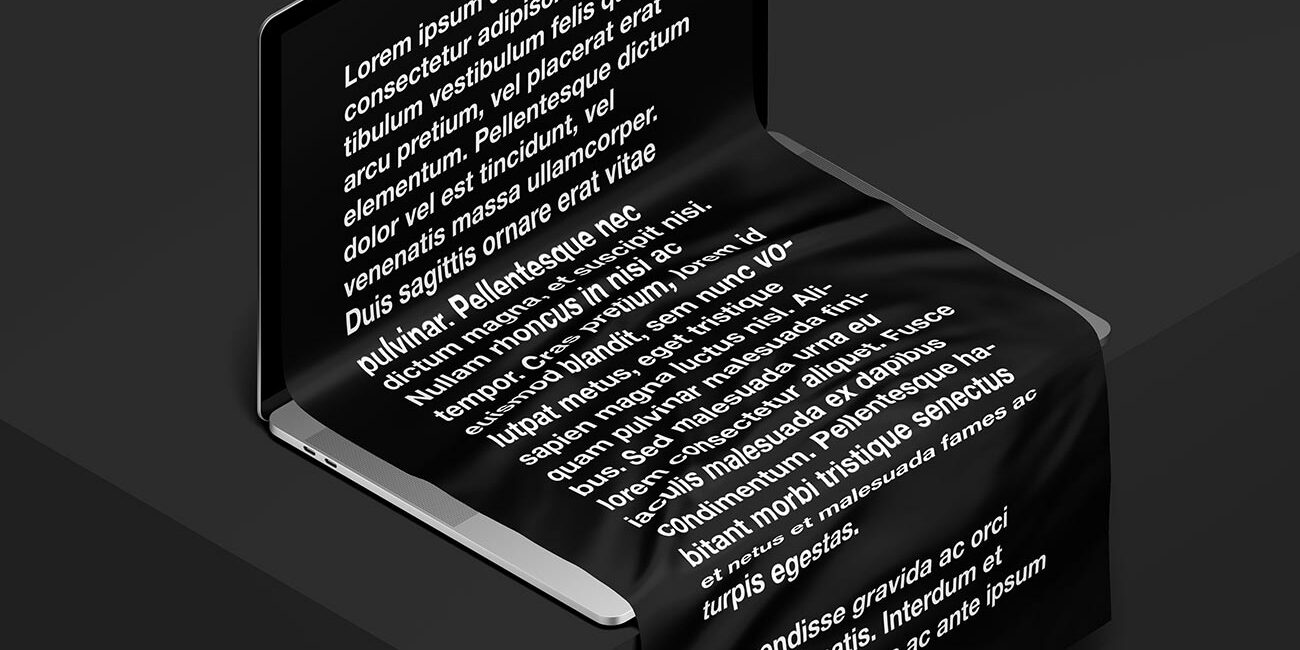 Lorem ipsum
consectetur adipisc
tibulum vestibulum felis
arcu pretium, vel placerat erat
elementum. Pellentesque dictum
dolor vel est tincidunt, vel
venenatis massa ullamcorper.
Duis sagittis ornare erat vitae
pulvinar. Pellentesque nec
dictum magna, et suscipit nisi.
Nullam rhoncus in nisi ac
tempor. Cras pretium, lorem id
euismod blandit, sem nunc vo-
lutpat metus, eget tristique
sapien magna luctus nisl. Ali-
quam pulvinar malesuada fini-
bus. Sed malesuada urna eu
lorem consectetur aliquet. Fusce
iaculis malesuada ex dapibus
condimentum. Pellentesque ha-
bitant morbi tristique senectus
et netus et malesuada fames ac
turpis egestas.
endisse gravida ac orci
atis. Interdum et
ac ante ipsum